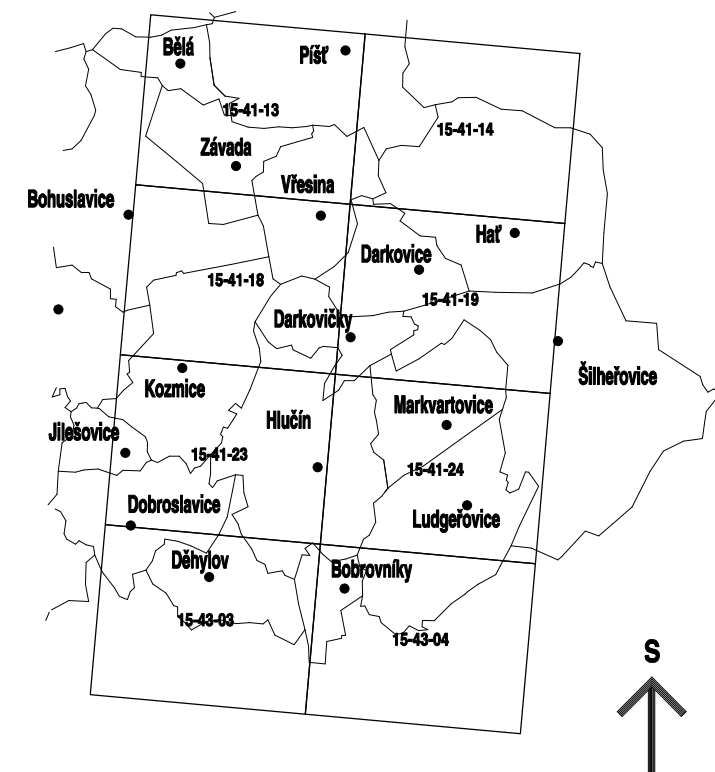 Bělá
Píšť
15-41-13
15-41-14
Závada
Vřesina
Bohuslavice
Hať
Darkovice
15-41-18
15-41-19
Darkovičky
Šilheřovice
Kozmice
Markvartovice
Hlučín
Jilešovice
15-41-23
15-41-24
Dobroslavice
Ludgeřovice
Děhylov
Bobrovníky
15-43-03
15-43-04
S